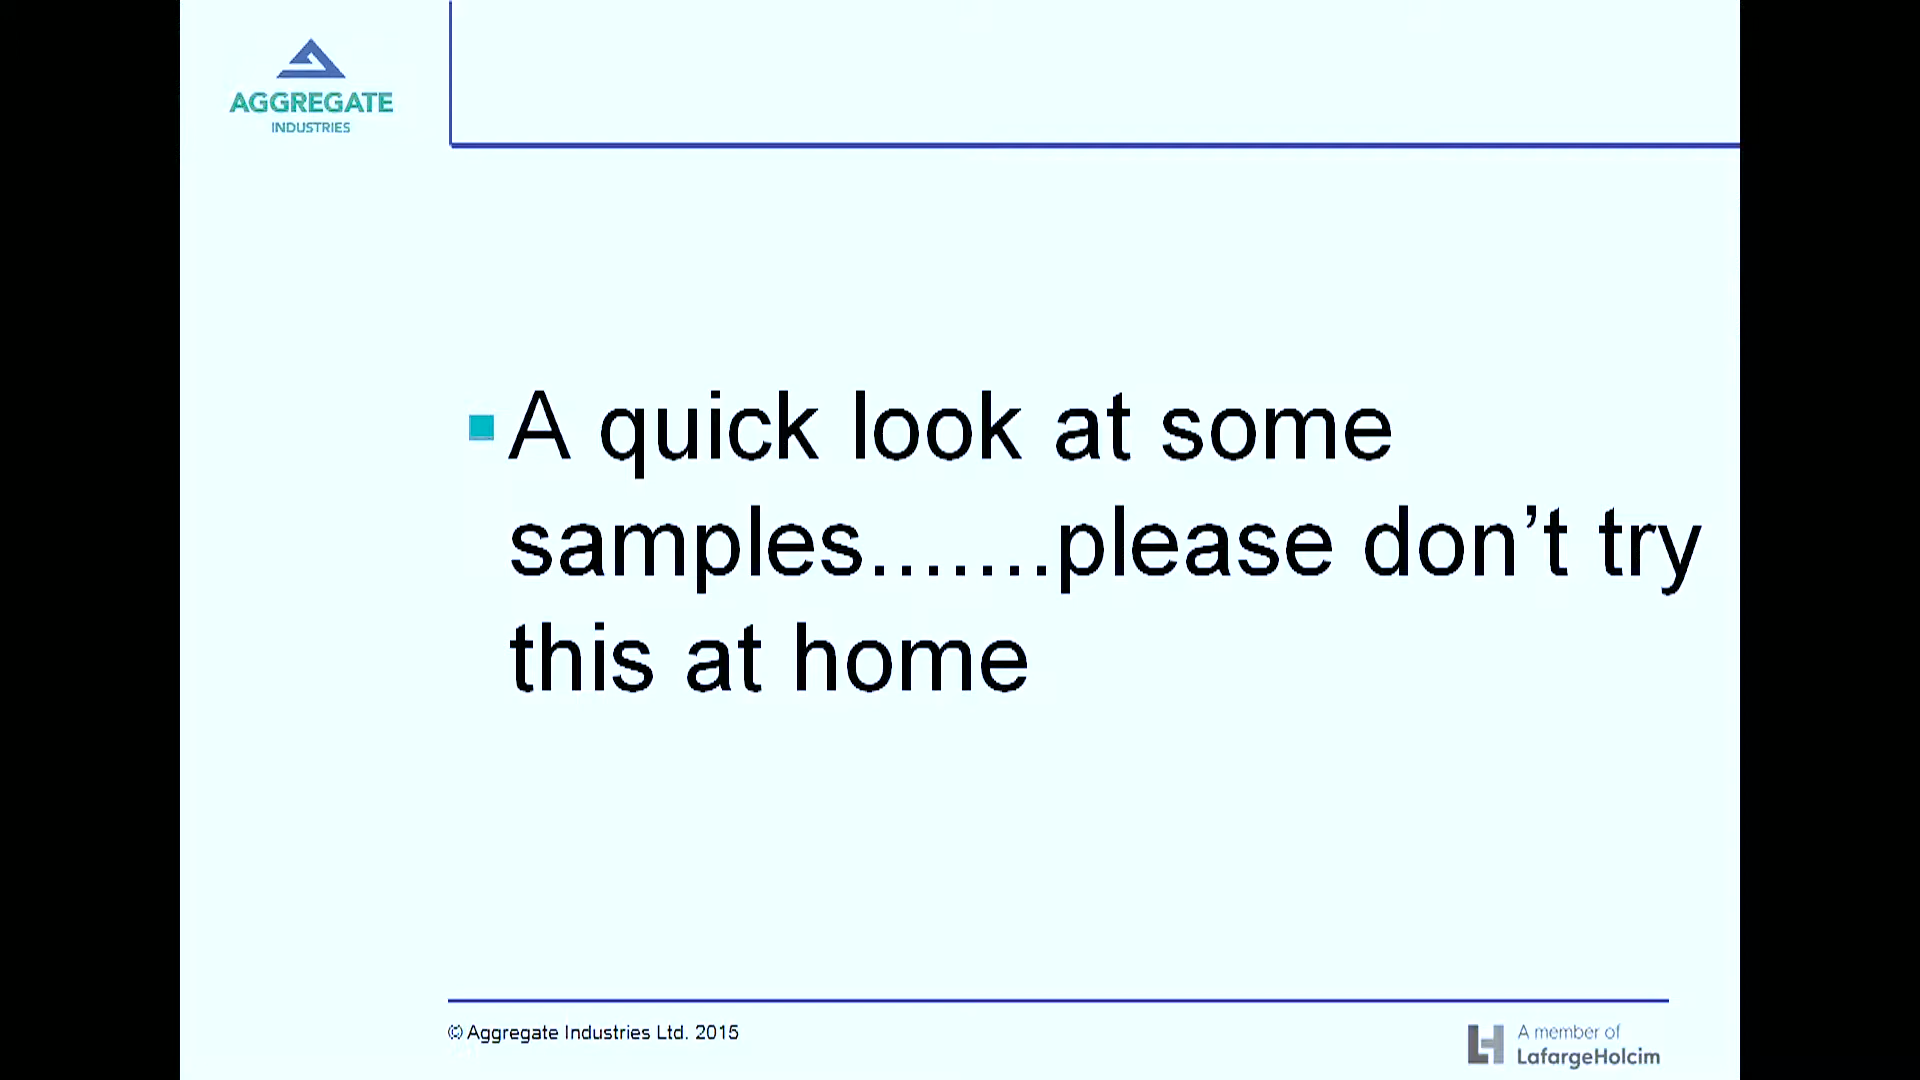 AGGREGATE
INDUSTRIES
A quick look at some
samples.......please don’t try
this at home
© Aggregate Industries Ltd. 2015
A member of
LafargeHolcim